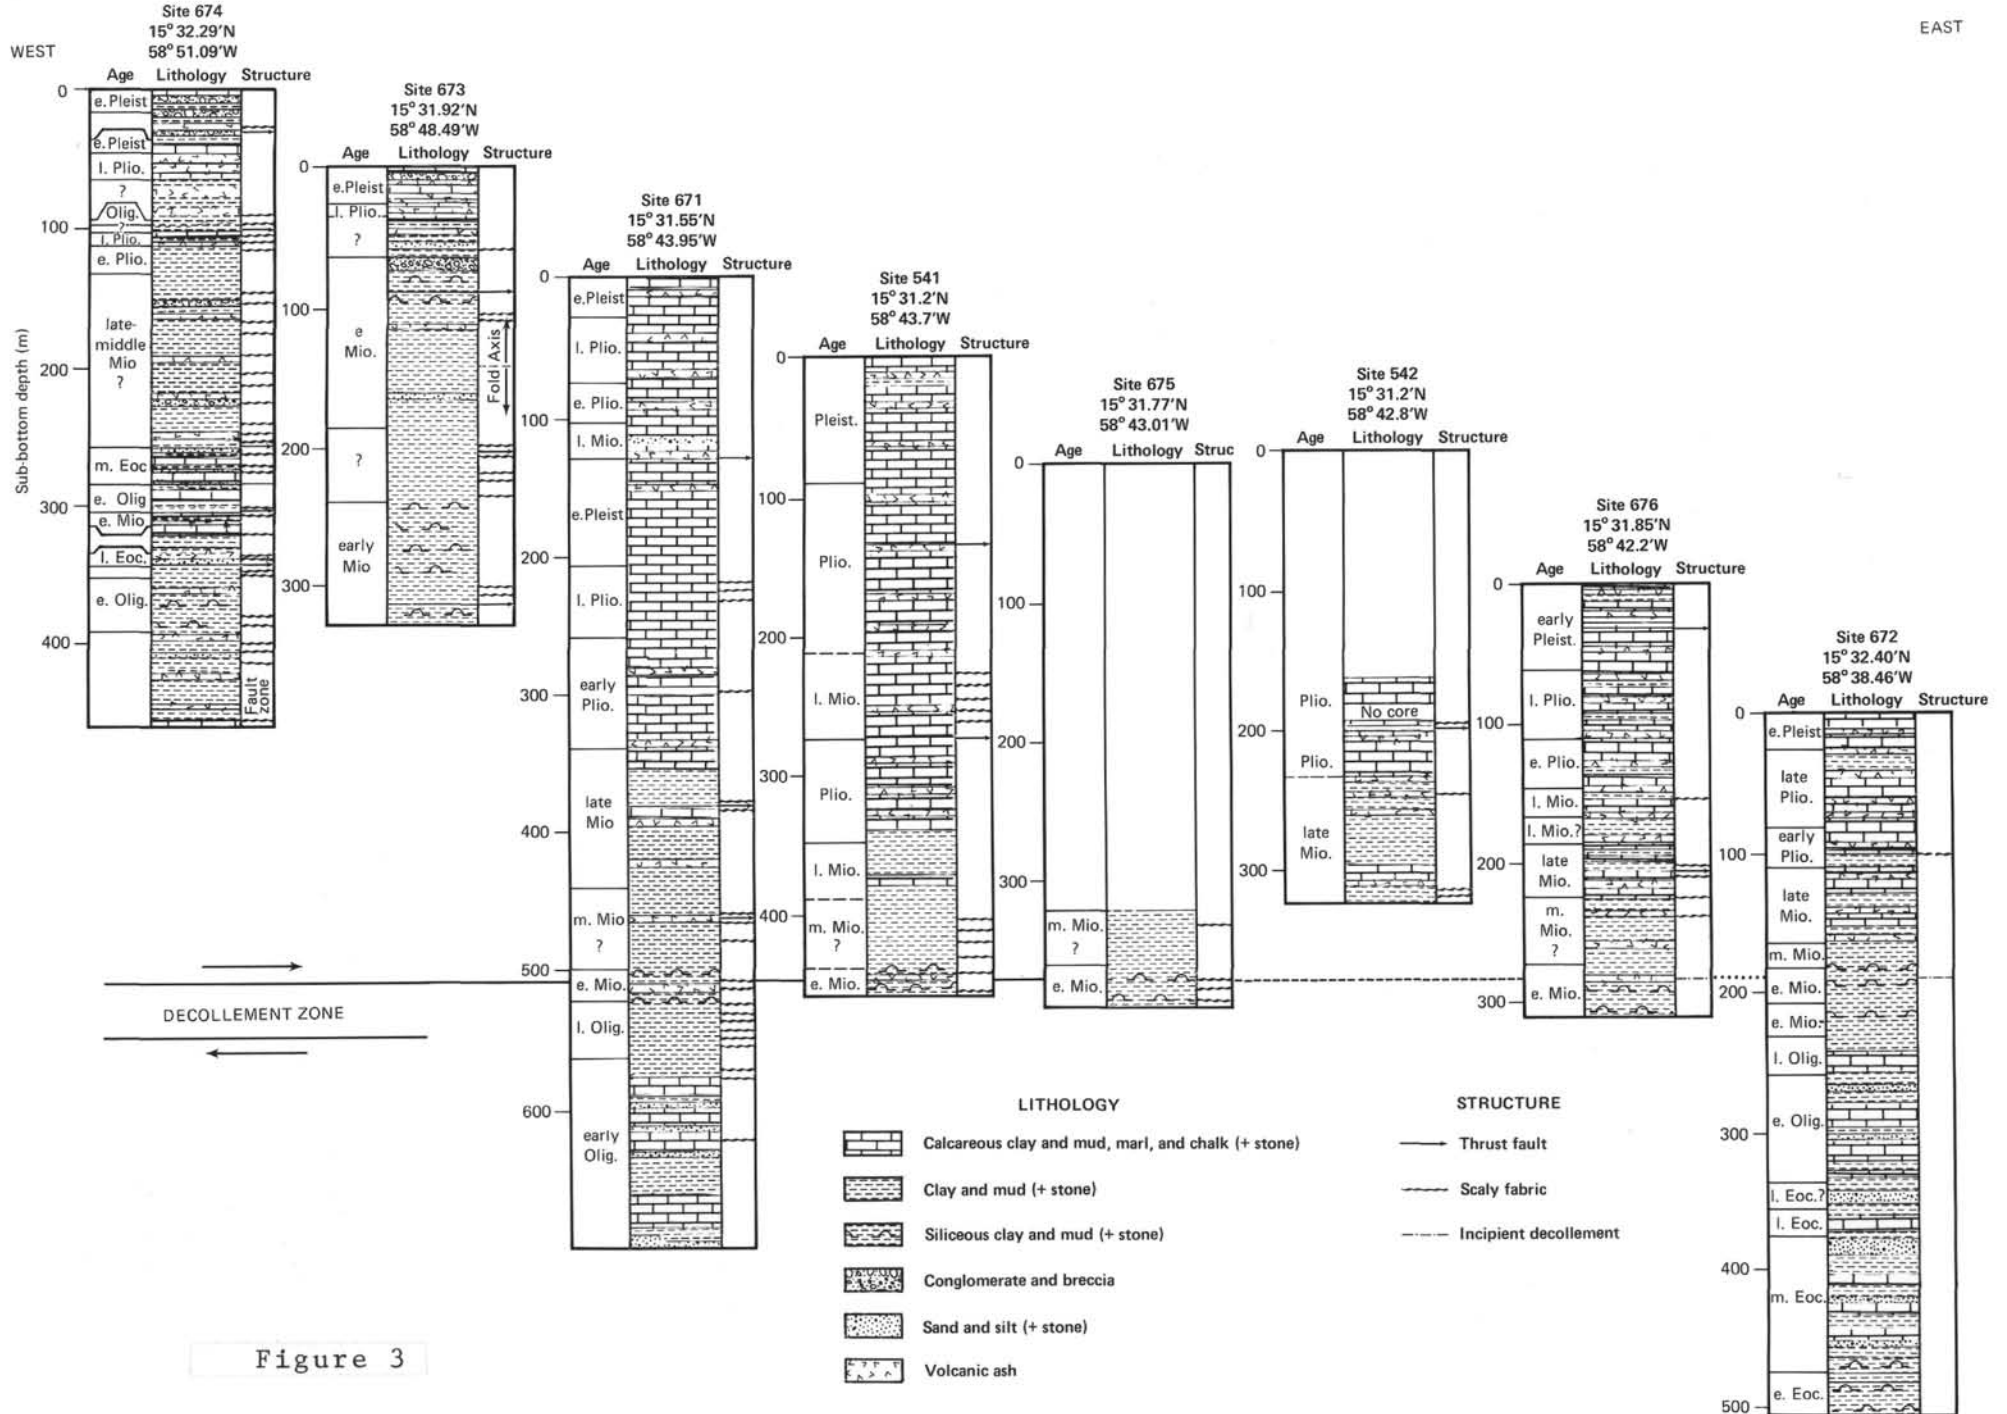 WEST
EAST
Sub-bottom depth (m)
Site 674
15° 32.29'N
58° 51.09'W
Age Lithology Structure
0
100
200
300
400
e. Pleist
e. Pleist
l. Plio.
?
Olig.
?
l. Plio.
e. Plio.
late-
middle
Mio
?
m. Eoc
e. Olig
e. Mio
l. Eoc.
e. Olig.
Fault
zone
Site 673
15° 31.92'N
58° 48.49'W
Age Lithology Structure
0
100
200
300
e.Pleist
l. Plio.
?
e
Mio.
?
early
Mio
Fold Axis
Site 671
15° 31.55'N
58° 43.95'W
Age Lithology Structure
0
100
200
300
400
500
600
e.Pleist
l. Plio.
e. Plio.
l. Mio.
e.Pleist
l. Plio.
early
Plio.
late
Mio
m. Mio
?
e. Mio.
l. Olig.
early
Olig.
Site 541
15° 31.2'N
58° 43.7'W
Age Lithology Structure
0
100
200
300
400
Pleist.
Plio.
l. Mio.
Plio.
l. Mio.
m. Mio.
?
e. Mio.
Site 675
15° 31.77'N
58° 43.01'W
Age Lithology Struc
0
100
200
300
m. Mio.
?
e. Mio.
Site 542
15° 31.2'N
58° 42.8'W
Age Lithology Structure
0
100
200
300
Plio.
No core
Plio.
late
Mio.
Site 676
15° 31.85'N
58° 42.2'W
Age Lithology Structure
0
100
200
300
early
Pleist.
l. Plio.
e. Plio.
l. Mio.
l. Mio.?
late
Mio.
m.
Mio.
?
e. Mio.
Site 672
15° 32.40'N
58° 38.46'W
Age Lithology Structure
0
100
200
300
400
500
e.Pleist
late
Plio.
early
Plio.
late
Mio.
m. Mio.
e. Mio.
e. Mio.
l. Olig.
e. Olig.
l. Eoc.?
l. Eoc.
m. Eoc.
e. Eoc.
DECOLLEMENT ZONE
LITHOLOGY
Calcareous clay and mud, marl, and chalk (+ stone)
Clay and mud (+ stone)
Siliceous clay and mud (+ stone)
Conglomerate and breccia
Sand and silt (+ stone)
Volcanic ash
STRUCTURE
Thrust fault
Scaly fabric
Incipient decollement
Figure 3